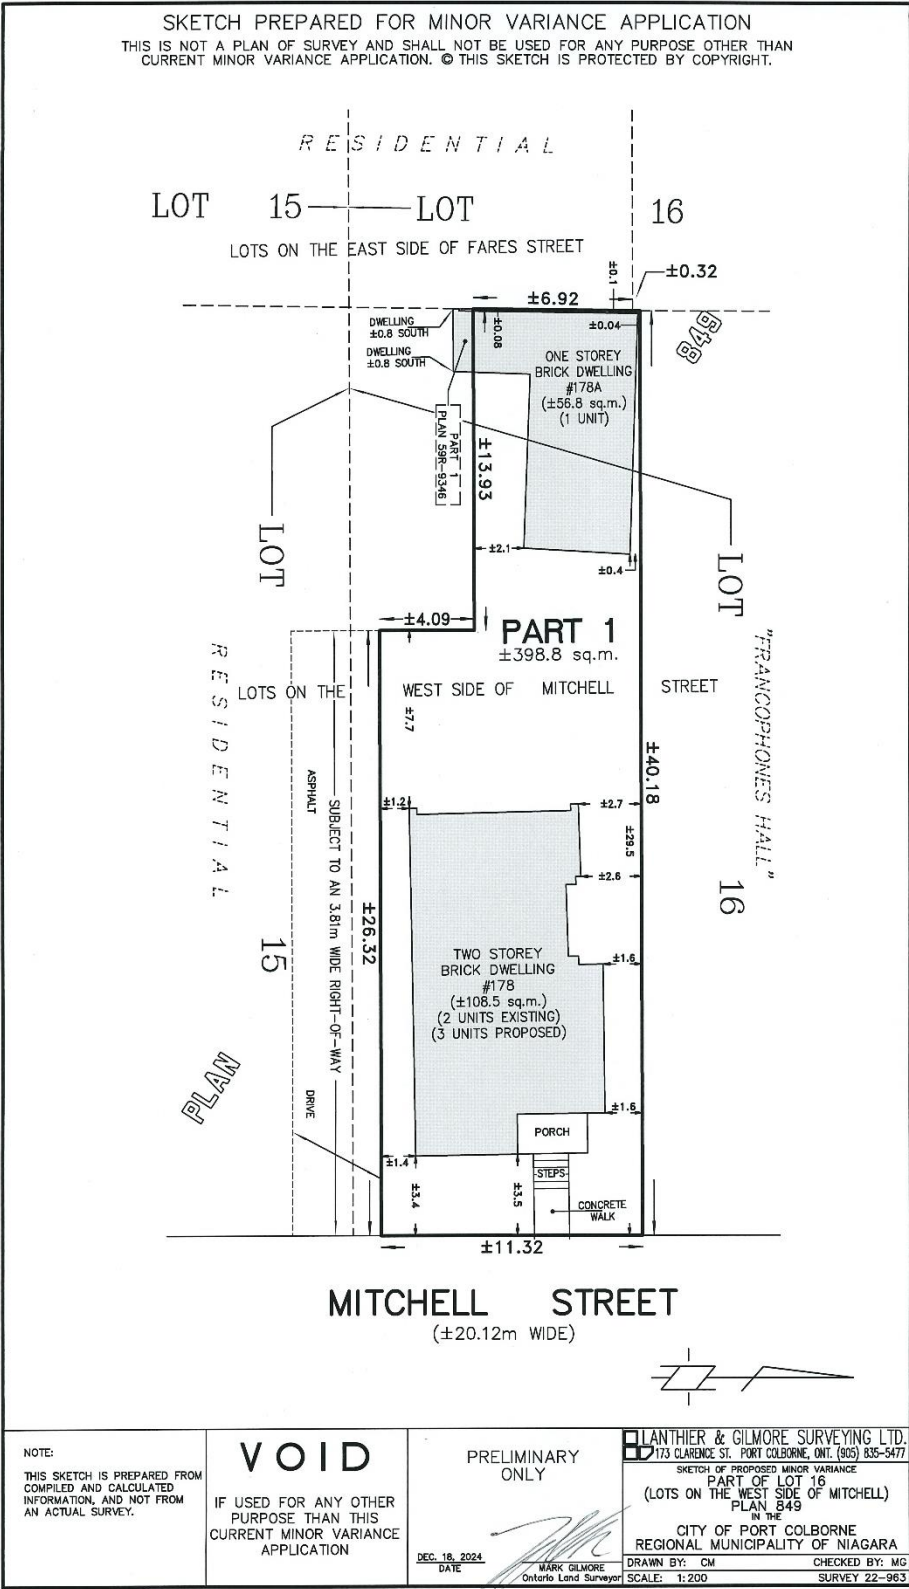 SKETCH PREPARED FOR MINOR VARIANCE APPLICATION
THIS IS NOT A PLAN OF SURVEY AND SHALL NOT BE USED FOR ANY PURPOSE OTHER THAN
CURRENT MINOR VARIANCE APPLICATION. © THIS SKETCH IS PROTECTED BY COPYRIGHT.
RESIDENTIAL
LOT 15 LOT 16
LOTS ON THE EAST SIDE OF FARES STREET
±0.1
±0.32
±6.92
849
DWELLING
±0.8 SOUTH
±0.08
±0.04
DWELLING
±0.8 SOUTH
ONE STOREY
BRICK DWELLING
#178A
(±56.8 sq.m.)
(1 UNIT)
PART 1
PLAN 59R-9346
±13.93
±2.1
±0.4
LOT
LOT
±4.09
PART 1
±398.8 sq.m.
RESIDENTIAL
"FRANCOPHONES HALL"
LOTS ON THE WEST SIDE OF MITCHELL STREET
±7.7
±40.18
ASPHALT
SUBJECT TO AN 3.81m WIDE RIGHT-OF-WAY
±1.2
±2.7
±29.5
±2.6
16
±26.32
15
TWO STOREY
BRICK DWELLING
#178
(±108.5 sq.m.)
(2 UNITS EXISTING)
(3 UNITS PROPOSED)
±1.6
PLAN
DRIVE
±1.6
PORCH
±1.4
±3.4
±3.5
STEPS
CONCRETE
WALK
±11.32
MITCHELL STREET
(±20.12m WIDE)
NOTE:
THIS SKETCH IS PREPARED FROM
COMPILED AND CALCULATED
INFORMATION, AND NOT FROM
AN ACTUAL SURVEY.
VOID
IF USED FOR ANY OTHER
PURPOSE THAN THIS
CURRENT MINOR VARIANCE
APPLICATION
PRELIMINARY
ONLY
DEC. 18, 2024
DATE
MARK GILMORE
Ontario Land Surveyor
LANTHIER & GILMORE SURVEYING LTD.
173 CLARENCE ST. PORT COLBORNE, ONT. (905) 835-5477
SKETCH OF PROPOSED MINOR VARIANCE
PART OF LOT 16
(LOTS ON THE WEST SIDE OF MITCHELL)
PLAN 849
IN THE
CITY OF PORT COLBORNE
REGIONAL MUNICIPALITY OF NIAGARA
DRAWN BY: CM CHECKED BY: MG
SCALE: 1:200 SURVEY 22-963